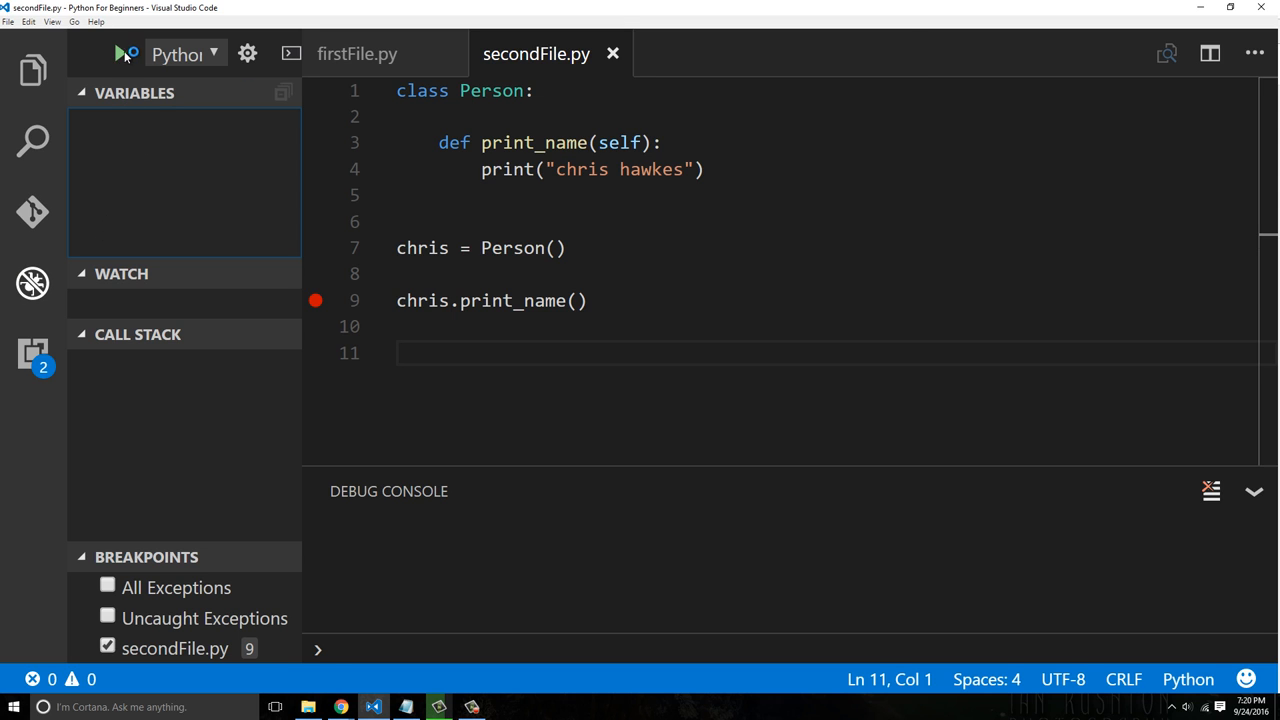 secondFile.py - Python For Beginners - Visual Studio Code
File Edit View Go Help
Python
firstFile.py
secondFile.py
VARIABLES
WATCH
CALL STACK
BREAKPOINTS
All Exceptions
Uncaught Exceptions
secondFile.py 9
2
1 class Person:
2
3 def print_name(self):
4 print("chris hawkes")
5
6
7 chris = Person()
8
9 chris.print_name()
10
11
DEBUG CONSOLE
0 0
Ln 11, Col 1 Spaces: 4 UTF-8 CRLF Python
I'm Cortana. Ask me anything.
7:20 PM
9/24/2016